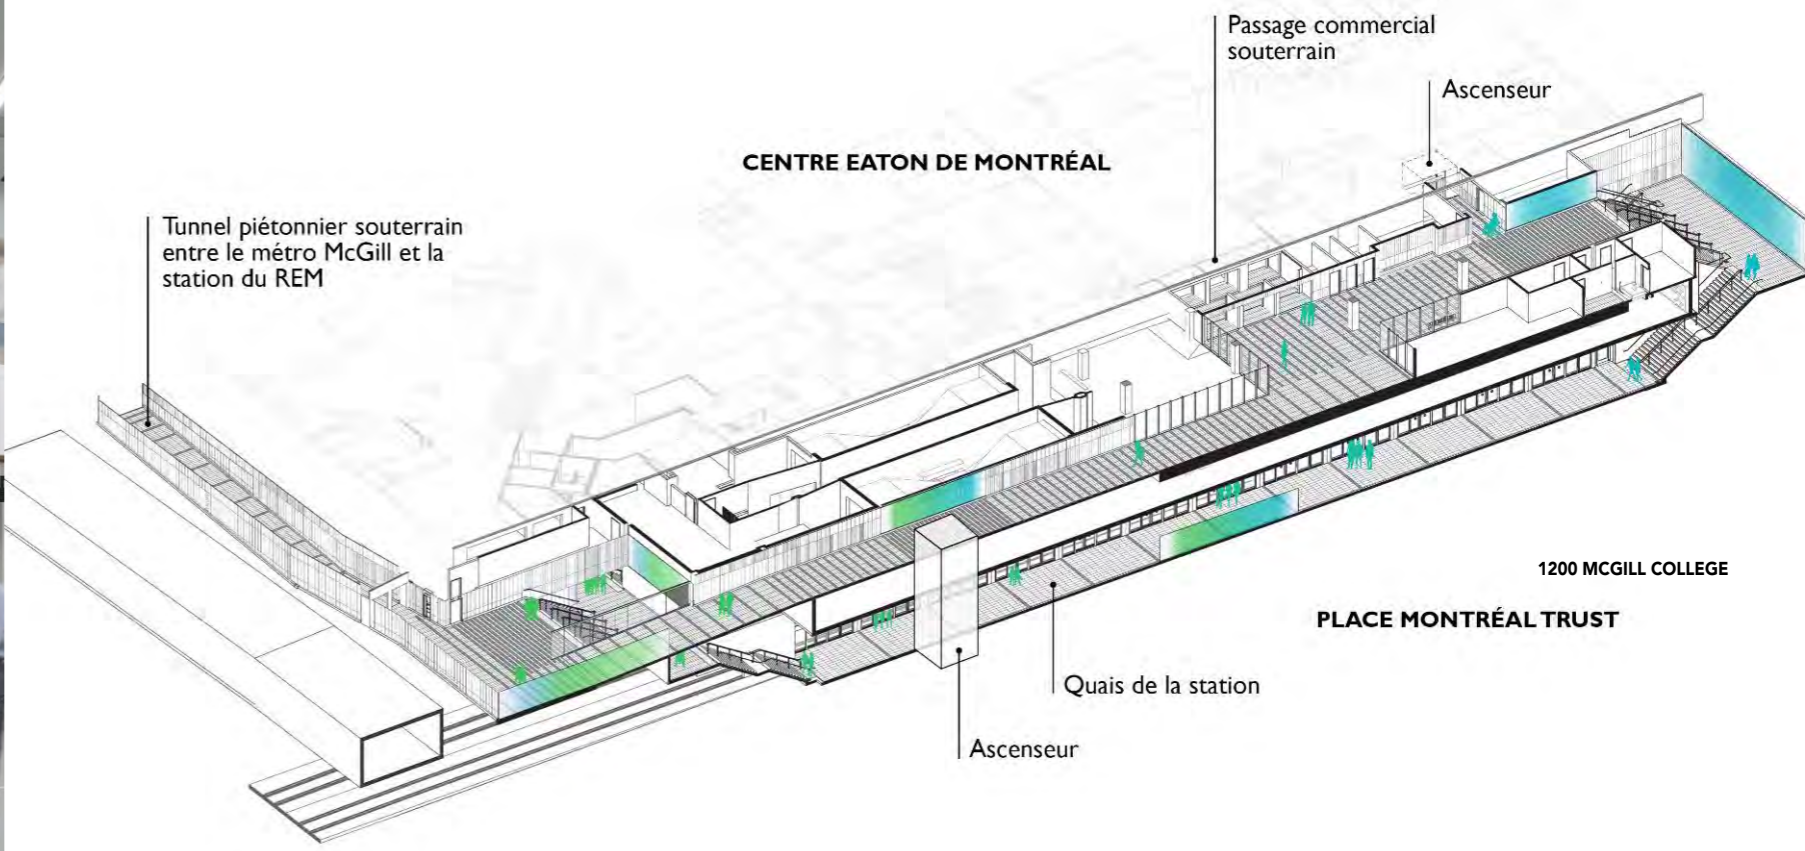 Passage commercial
souterrain
Ascenseur
CENTRE EATON DE MONTRÉAL
Tunnel piétonnier souterrain
entre le métro McGill et la
station du REM
1200 MCGILL COLLEGE
PLACE MONTRÉAL TRUST
Quais de la station
Ascenseur